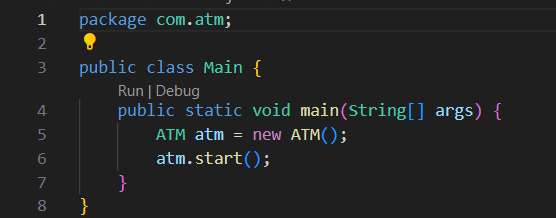 1 package com.atm;
2
3 public class Main {
Run | Debug
4 public static void main(String[] args) {
5 ATM atm = new ATM();
6 atm.start();
7 }
8 }